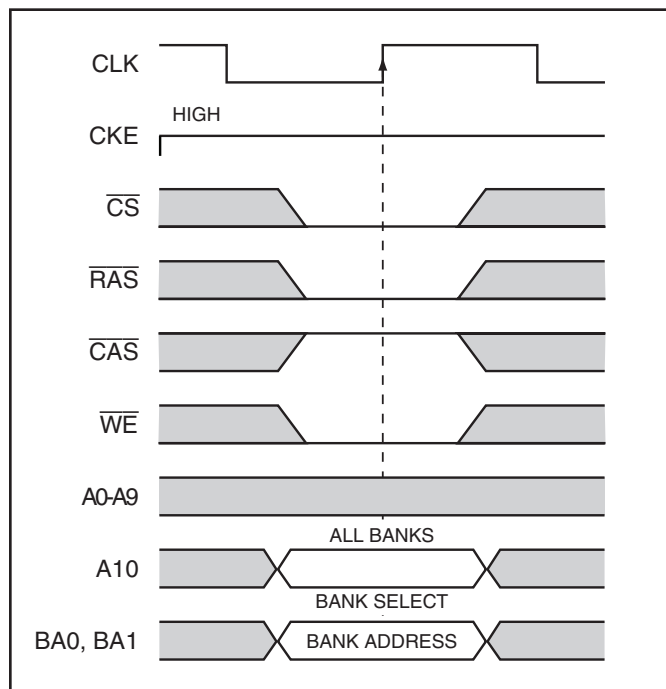 CLK
HIGH
CKE
CS
RAS
CAS
WE
A0-A9
ALL BANKS
A10
BANK SELECT
BA0, BA1
BANK ADDRESS